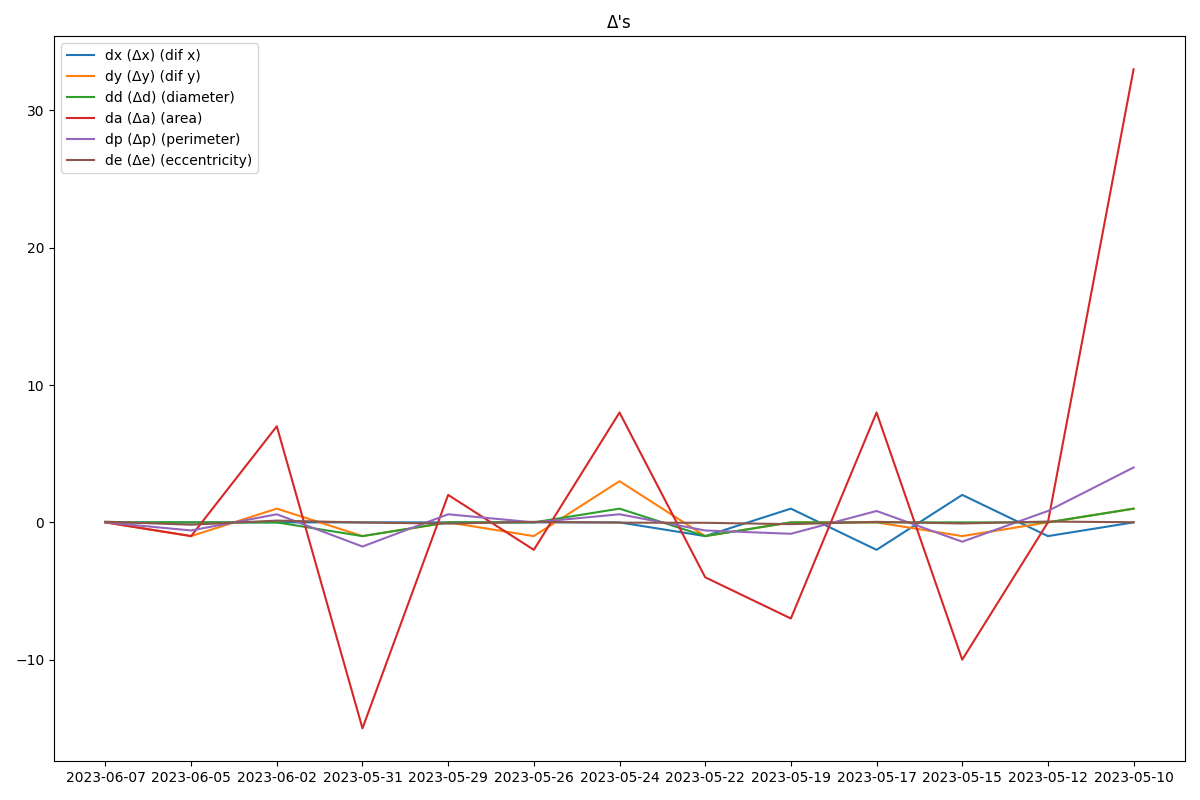 Δ's
dx (Δx) (dif x)
dy (Δy) (dif y)
dd (Δd) (diameter)
da (Δa) (area)
dp (Δp) (perimeter)
de (Δe) (eccentricity)
30
20
10
0
−10
2023-06-07 2023-06-05 2023-06-02 2023-05-31 2023-05-29 2023-05-26 2023-05-24 2023-05-22 2023-05-19 2023-05-17 2023-05-15 2023-05-12 2023-05-10